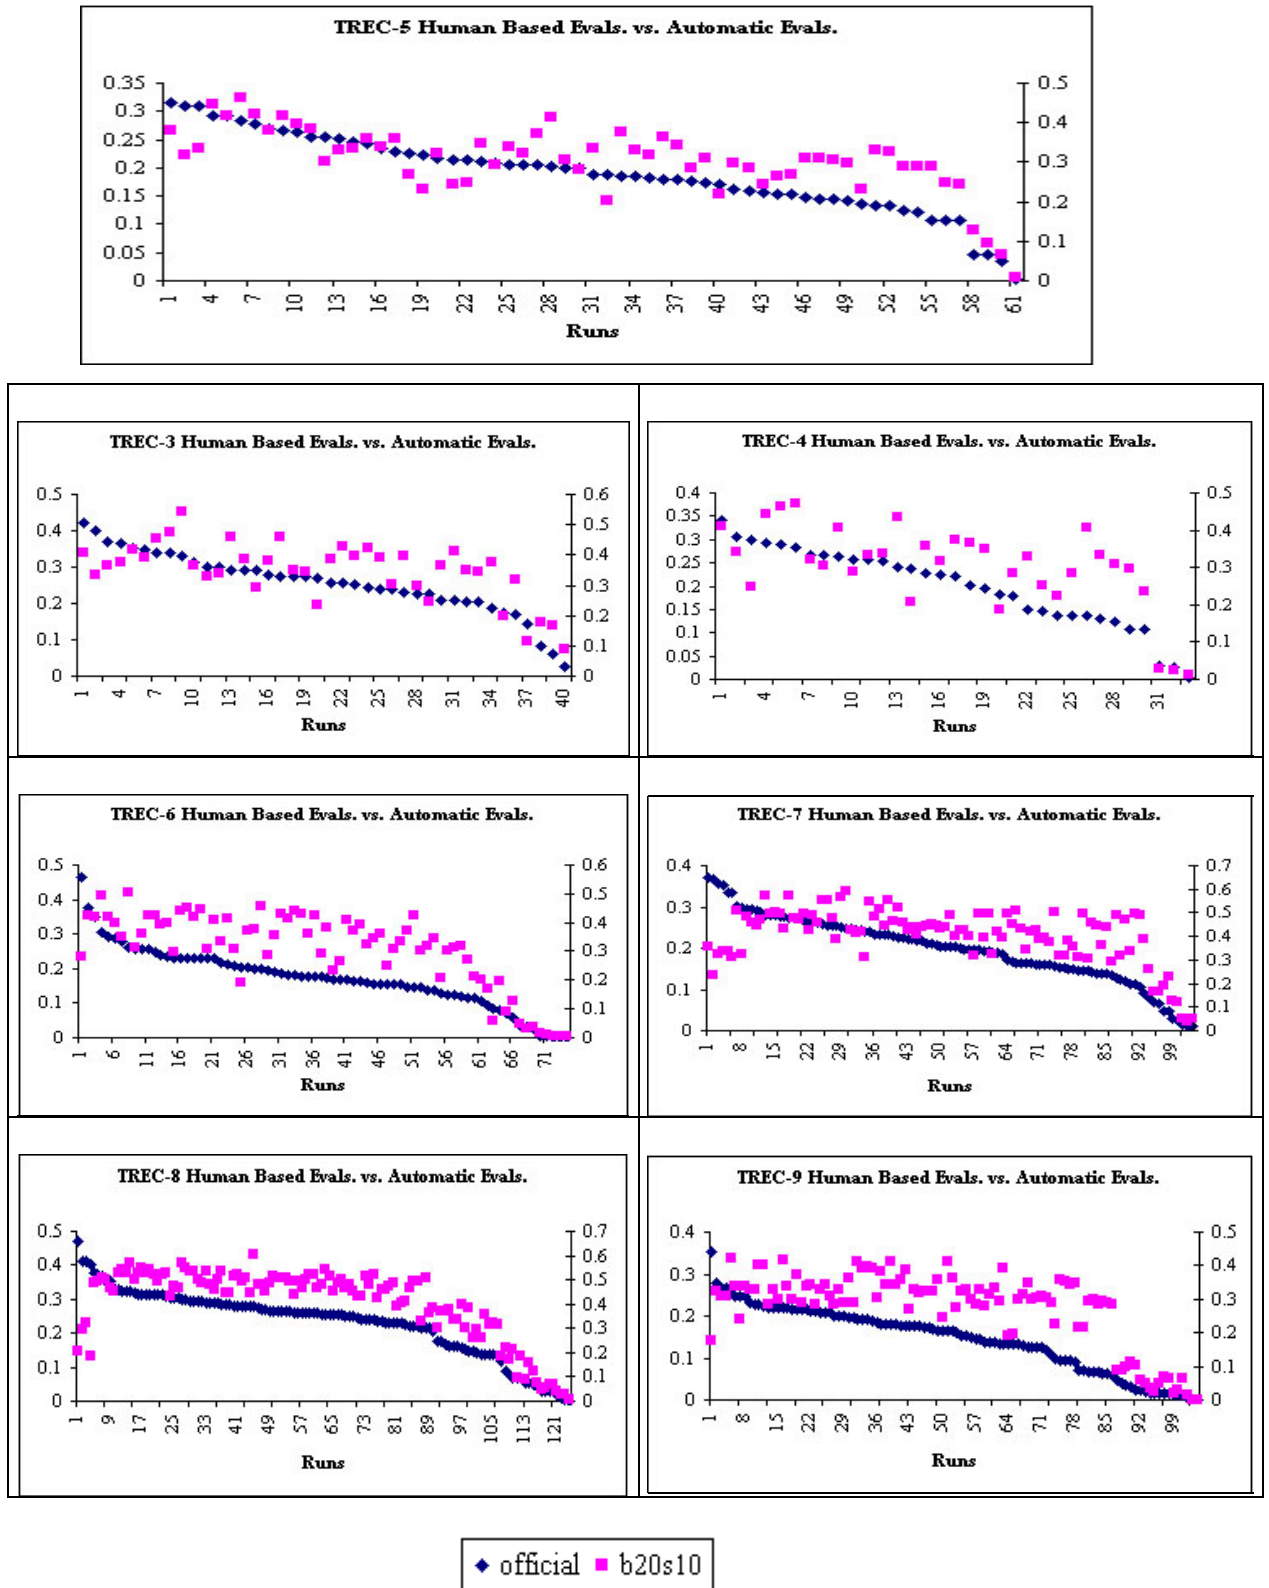 TREC-5 Human Based Evals. vs. Automatic Evals.
0.35 0.3 0.25 0.2 0.15 0.1 0.05 0
0.5 0.4 0.3 0.2 0.1 0
1 4 7 10 13 16 19 22 25 28 31 34 37 40 43 46 49 52 55 58 61
Runs
TREC-3 Human Based Evals. vs. Automatic Evals.
0.5 0.4 0.3 0.2 0.1 0
0.6 0.5 0.4 0.3 0.2 0.1 0
1 4 7 10 13 16 19 22 25 28 31 34 37 40
Runs
TREC-4 Human Based Evals. vs. Automatic Evals.
0.4 0.35 0.3 0.25 0.2 0.15 0.1 0.05 0
0.5 0.4 0.3 0.2 0.1 0
1 4 7 10 13 16 19 22 25 28 31
Runs
TREC-6 Human Based Evals. vs. Automatic Evals.
0.5 0.4 0.3 0.2 0.1 0
0.6 0.5 0.4 0.3 0.2 0.1 0
1 6 11 16 21 26 31 36 41 46 51 56 61 66 71
Runs
TREC-7 Human Based Evals. vs. Automatic Evals.
0.4 0.3 0.2 0.1 0
0.7 0.6 0.5 0.4 0.3 0.2 0.1 0
1 8 15 22 29 36 43 50 57 64 71 78 85 92 99
Runs
TREC-8 Human Based Evals. vs. Automatic Evals.
0.5 0.4 0.3 0.2 0.1 0
0.7 0.6 0.5 0.4 0.3 0.2 0.1 0
1 9 17 25 33 41 49 57 65 73 81 89 97 105 113 121
Runs
TREC-9 Human Based Evals. vs. Automatic Evals.
0.4 0.3 0.2 0.1 0
0.5 0.4 0.3 0.2 0.1 0
1 8 15 22 29 36 43 50 57 64 71 78 85 92 99
Runs
official b20s10